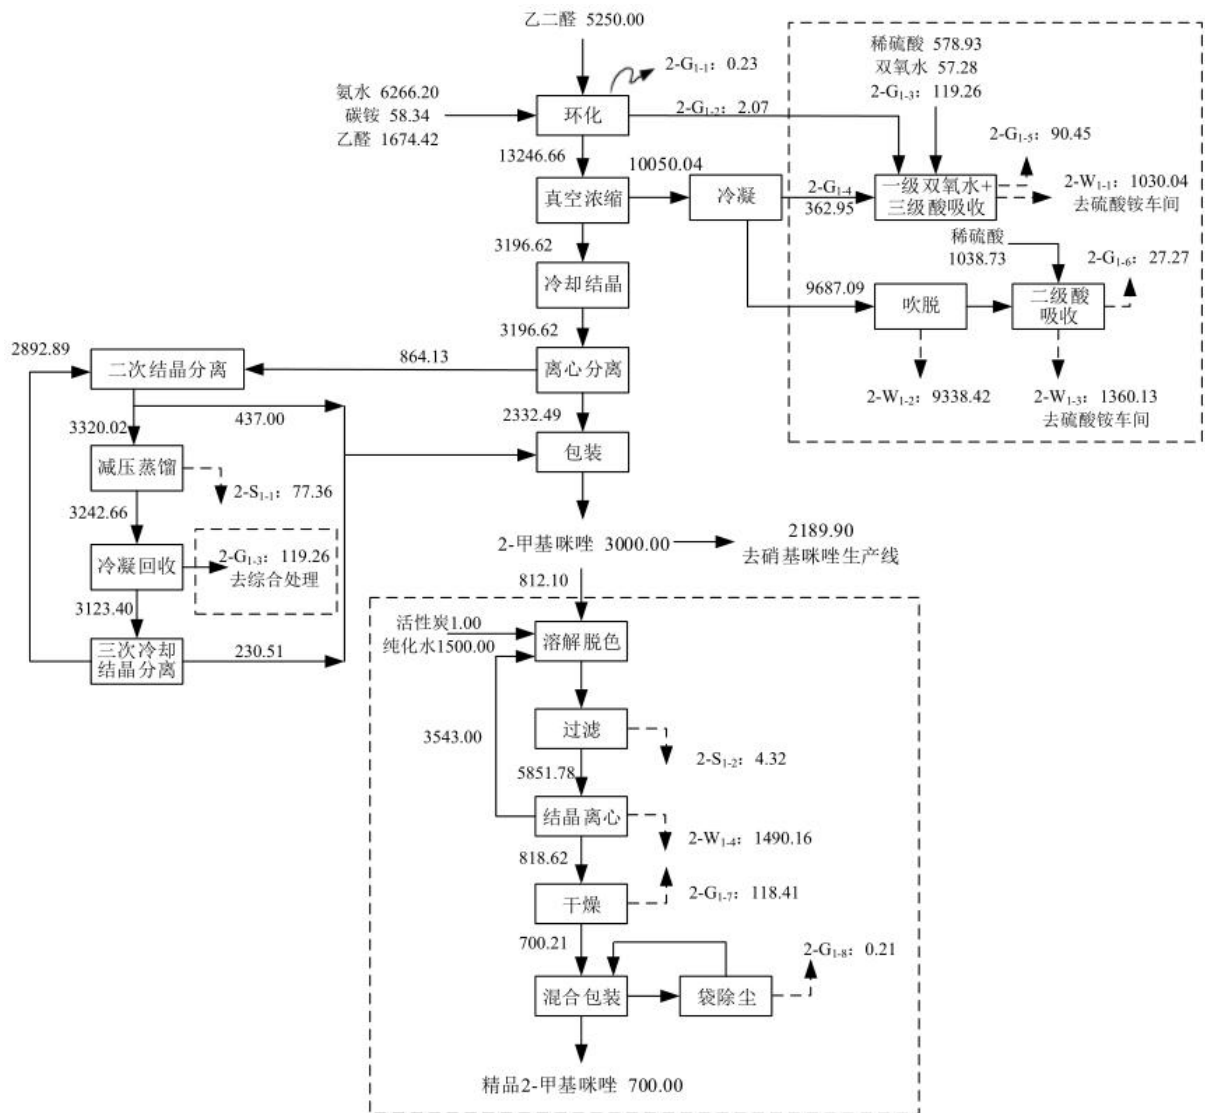 乙二醛 5250.00
2-G1-1：0.23
氨水 6266.20
碳铵 58.34
乙醛 1674.42
环化
2-G1-2：2.07
稀硫酸 578.93
双氧水 57.28
2-G1-3：119.26
2-G1-5：90.45
13246.66
10050.04
真空浓缩
冷凝
2-G1-4
362.95
一级双氧水+
三级酸吸收
2-W1-1：1030.04
去硫酸铵车间
3196.62
稀硫酸
1038.73
2-G1-6：27.27
冷却结晶
9687.09
吹脱
二级酸
吸收
3196.62
2892.89
二次结晶分离
864.13
离心分离
2-W1-2：9338.42
2-W1-3：1360.13
去硫酸铵车间
437.00
2332.49
3320.02
包装
减压蒸馏
2-S1-1：77.36
3242.66
2-甲基咪唑 3000.00
2189.90
去硝基咪唑生产线
冷凝回收
2-G1-3：119.26
去综合处理
812.10
3123.40
活性炭1.00
纯化水1500.00
溶解脱色
三次冷却
结晶分离
230.51
过滤
3543.00
2-S1-2：4.32
5851.78
结晶离心
2-W1-4：1490.16
818.62
干燥
2-G1-7：118.41
700.21
2-G1-8：0.21
混合包装
袋除尘
精品2-甲基咪唑 700.00